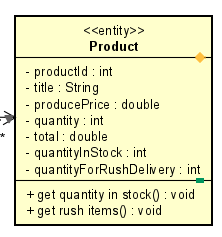 <<entity>>
Product
- productId : int
- title : String
- producePrice : double
- quantity : int
- total : double
- quantityInStock : int
- quantityForRushDelivery : int
+ get quantity in stock() : void
+ get rush items() : void
*